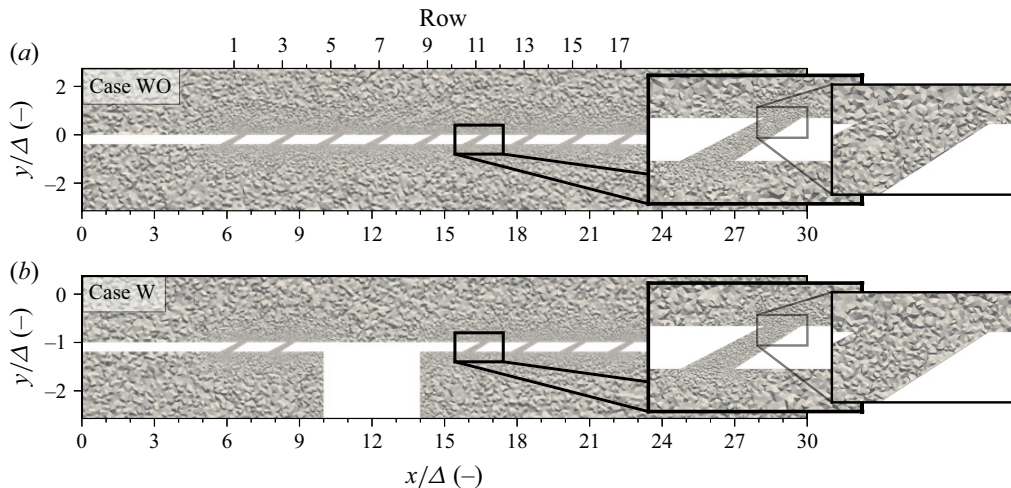 Row
1 3 5 7 9 11 13 15 17
(a)
Case WO
2
0
−2
y/Δ (–)
0 3 6 9 12 15 18 21 24 27 30
(b)
Case W
0
−1
−2
y/Δ (–)
0 3 6 9 12 15 18 21 24 27 30
x/Δ (–)